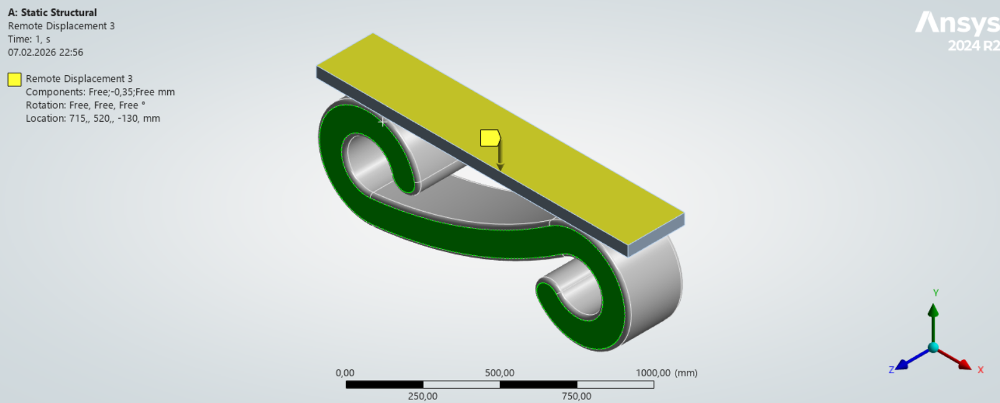 A: Static Structural
Remote Displacement 3
Time: 1, s
07.02.2026 22:56
Remote Displacement 3
Components: Free;-0,35;Free mm
Rotation: Free, Free, Free °
Location: 715,, 520,, -130, mm
Ansys
2024 R2
Y
Z
X
0,00 500,00 1000,00 (mm)
250,00 750,00